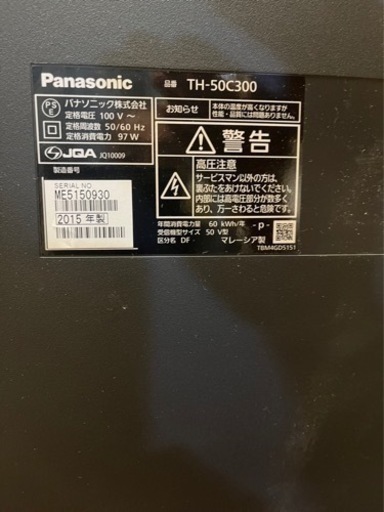 Panasonic
品番 TH-50C300
PS
E
パナソニック株式会社
定格電圧 100 V ～
定格周波数 50/60 Hz
定格消費電力 97 W
JQA JQ10009
製造番号
SERIAL NO.
ME5150930
2015 年製
お知らせ
本体の温度が高くなりますが
性能・品質には問題ありません。
警告
高圧注意
サービスマン以外の方は、
裏ぶたをあけないでください。
内部には高電圧部分が数多く
あり、万一さわると危険です。
年間消費電力量 60 kWh/年 -p-
受信機型サイズ 50 V型
区分名 DF マレーシア製
TBM4GD5151